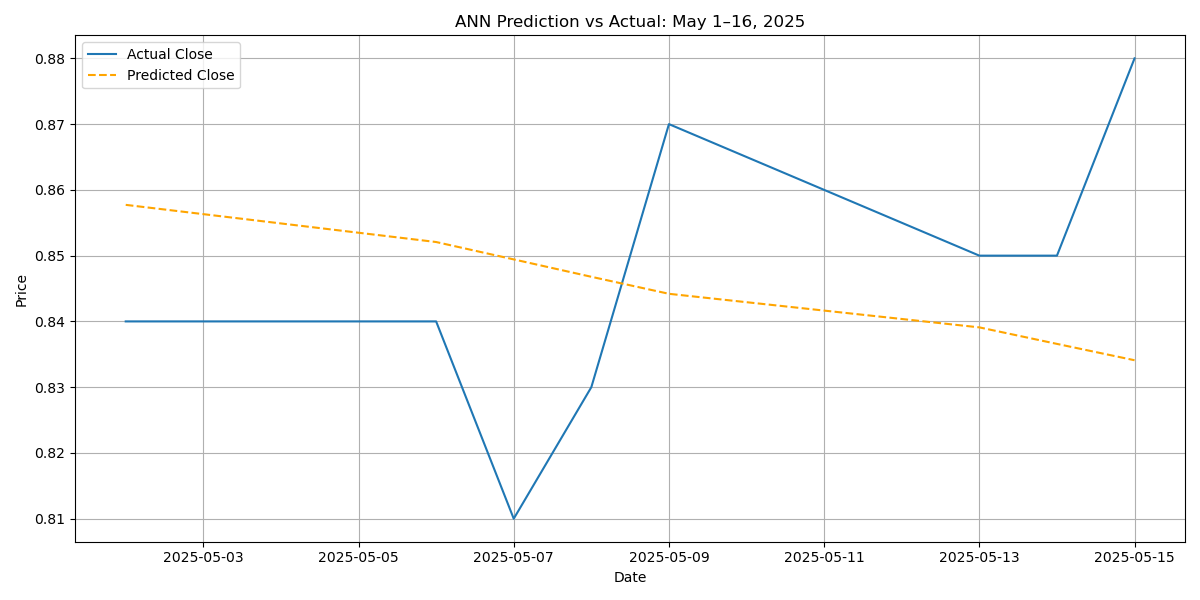 ANN Prediction vs Actual: May 1–16, 2025
Actual Close
Predicted Close
Price
0.88
0.87
0.86
0.85
0.84
0.83
0.82
0.81
2025-05-03 2025-05-05 2025-05-07 2025-05-09 2025-05-11 2025-05-13 2025-05-15
Date